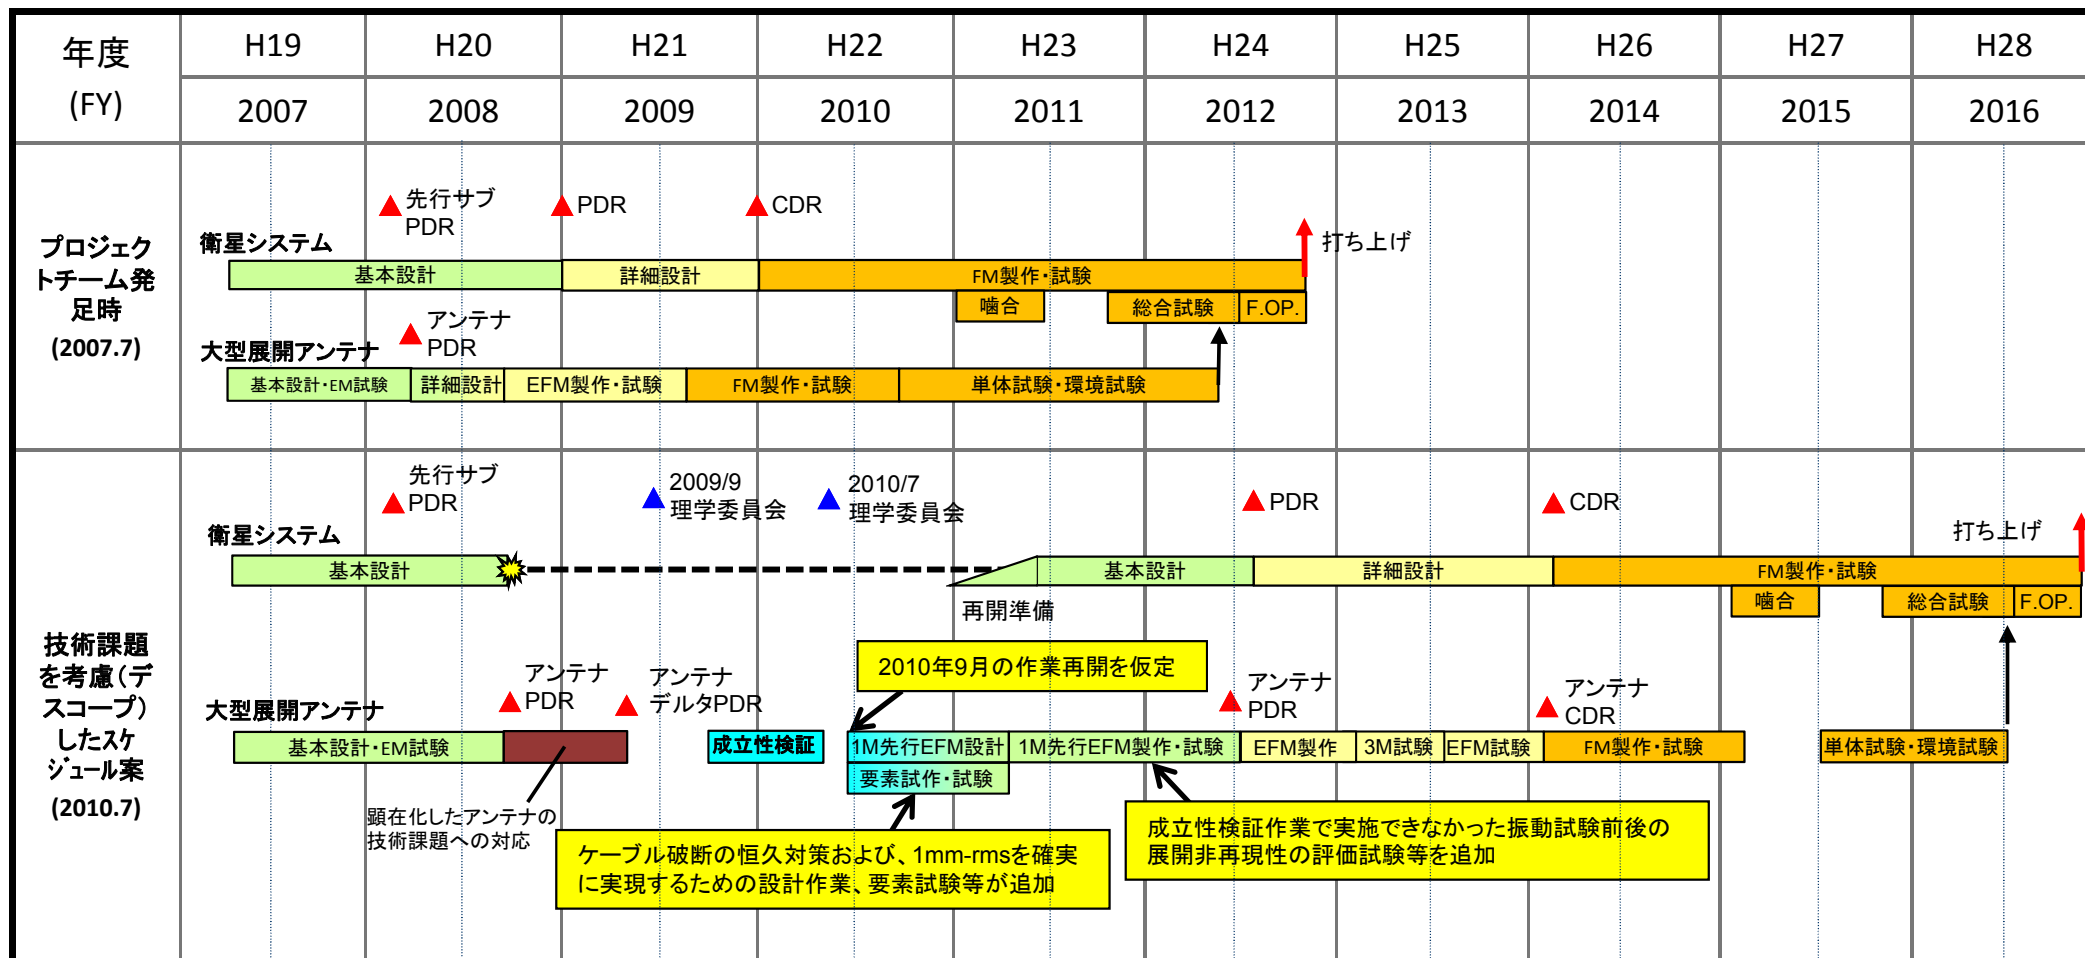 年度
(FY)
H19
H20
H21
H22
H23
H24
H25
H26
H27
H28
2007
2008
2009
2010
2011
2012
2013
2014
2015
2016
プロジェク
トチーム発
足時
(2007.7)
先行サブ
PDR
PDR
CDR
衛星システム
打ち上げ
基本設計
詳細設計
FM製作・試験
噛合
総合試験
F.OP.
アンテナ
PDR
大型展開アンテナ
基本設計・EM試験
詳細設計
EFM製作・試験
FM製作・試験
単体試験・環境試験
技術課題
を考慮(デ
スコープ)
したスケ
ジュール案
(2010.7)
先行サブ
PDR
2009/9
理学委員会
2010/7
理学委員会
PDR
CDR
衛星システム
打ち上げ
基本設計
基本設計
詳細設計
FM製作・試験
再開準備
噛合
総合試験
F.OP.
2010年9月の作業再開を仮定
アンテナ
PDR
アンテナ
デルタPDR
アンテナ
PDR
アンテナ
CDR
大型展開アンテナ
基本設計・EM試験
成立性検証
1M先行EFM設計
1M先行EFM製作・試験
EFM製作
3M試験
EFM試験
FM製作・試験
単体試験・環境試験
要素試作・試験
顕在化したアンテナの
技術課題への対応
ケーブル破断の恒久対策および、1mm-rmsを確実
に実現するための設計作業、要素試験等が追加
成立性検証作業で実施できなかった振動試験前後の
展開非再現性の評価試験等を追加